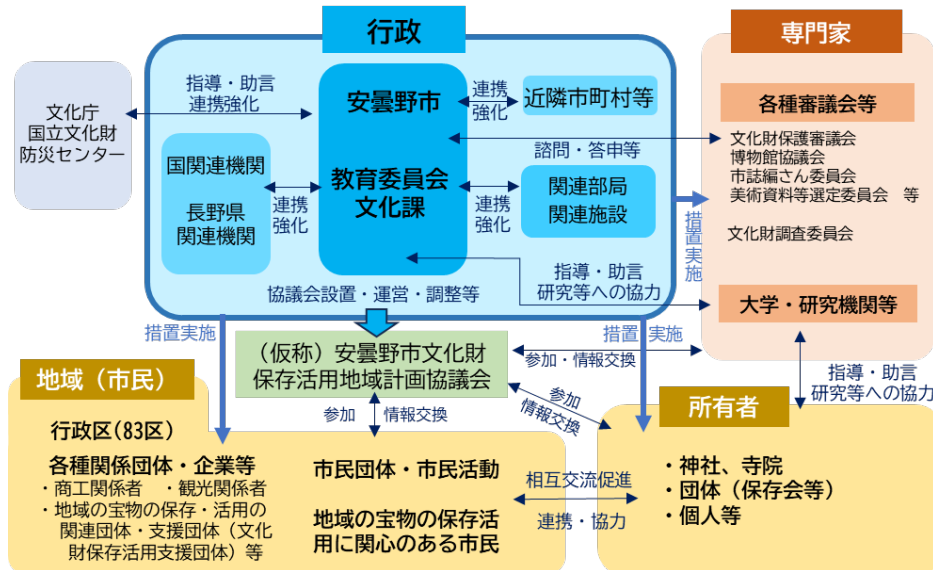 行政
専門家
文化庁
国立文化財
防災センター
指導・助言
連携強化
安曇野市
教育委員会
文化課
連携
強化
近隣市町村等
諮問・答申等
国関連機関
長野県
関連機関
連携
強化
連携
強化
関連部局
関連施設
指導・助言
研究等への協力
協議会設置・運営・調整等
各種審議会等
文化財保護審議会
博物館協議会
市誌編さん委員会
美術資料等選定委員会　等
文化財調査委員会
措置実施
大学・研究機関等
措置実施
措置実施
（仮称）安曇野市文化財
保存活用地域計画協議会
参加・情報交換
参加
情報交換
参加
情報交換
指導・助言
研究等への協力
地域（市民）
行政区(83区)
各種関係団体・企業等
・商工関係者　・観光関係者
・地域の宝物の保存・活用の
関連団体・支援団体（文化
財保存活用支援団体）等
市民団体・市民活動
地域の宝物の保存活
用に関心のある市民
相互交流促進
連携・協力
所有者
・神社、寺院
・団体（保存会等）
・個人等